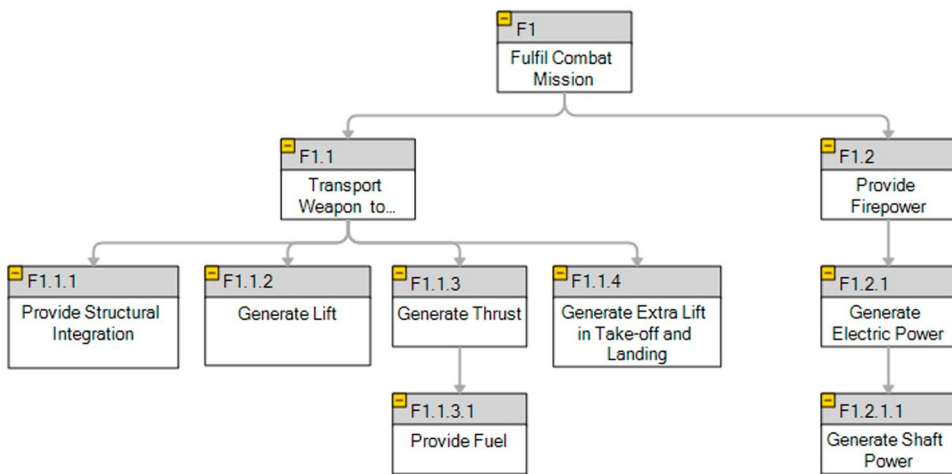 F1
Fulfil Combat
Mission
F1.1
Transport
Weapon to...
F1.2
Provide
Firepower
F1.1.1
Provide Structural
Integration
F1.1.2
Generate Lift
F1.1.3
Generate Thrust
F1.1.4
Generate Extra Lift
in Take-off and
Landing
F1.2.1
Generate
Electric Power
F1.1.3.1
Provide Fuel
F1.2.1.1
Generate Shaft
Power